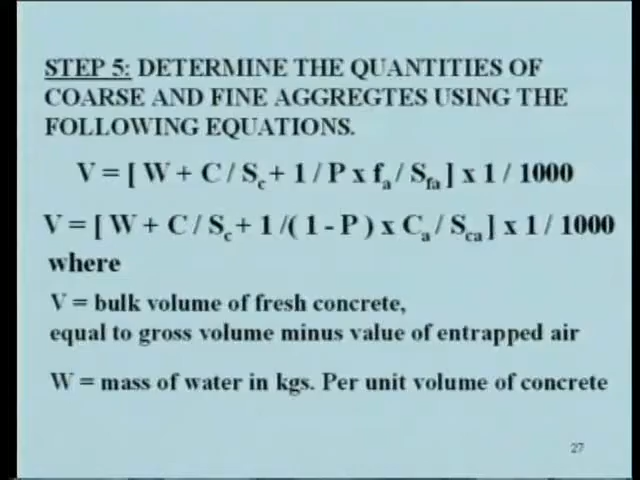 STEP 5: DETERMINE THE QUANTITIES OF
COARSE AND FINE AGGREGTES USING THE
FOLLOWING EQUATIONS.
V = [ W + C / Sc + 1 / P x fa / Sfa ] x 1 / 1000
V = [ W + C / Sc + 1 /( 1 - P ) x Ca / Sca ] x 1 / 1000
where
V = bulk volume of fresh concrete,
equal to gross volume minus value of entrapped air
W = mass of water in kgs. Per unit volume of concrete
27